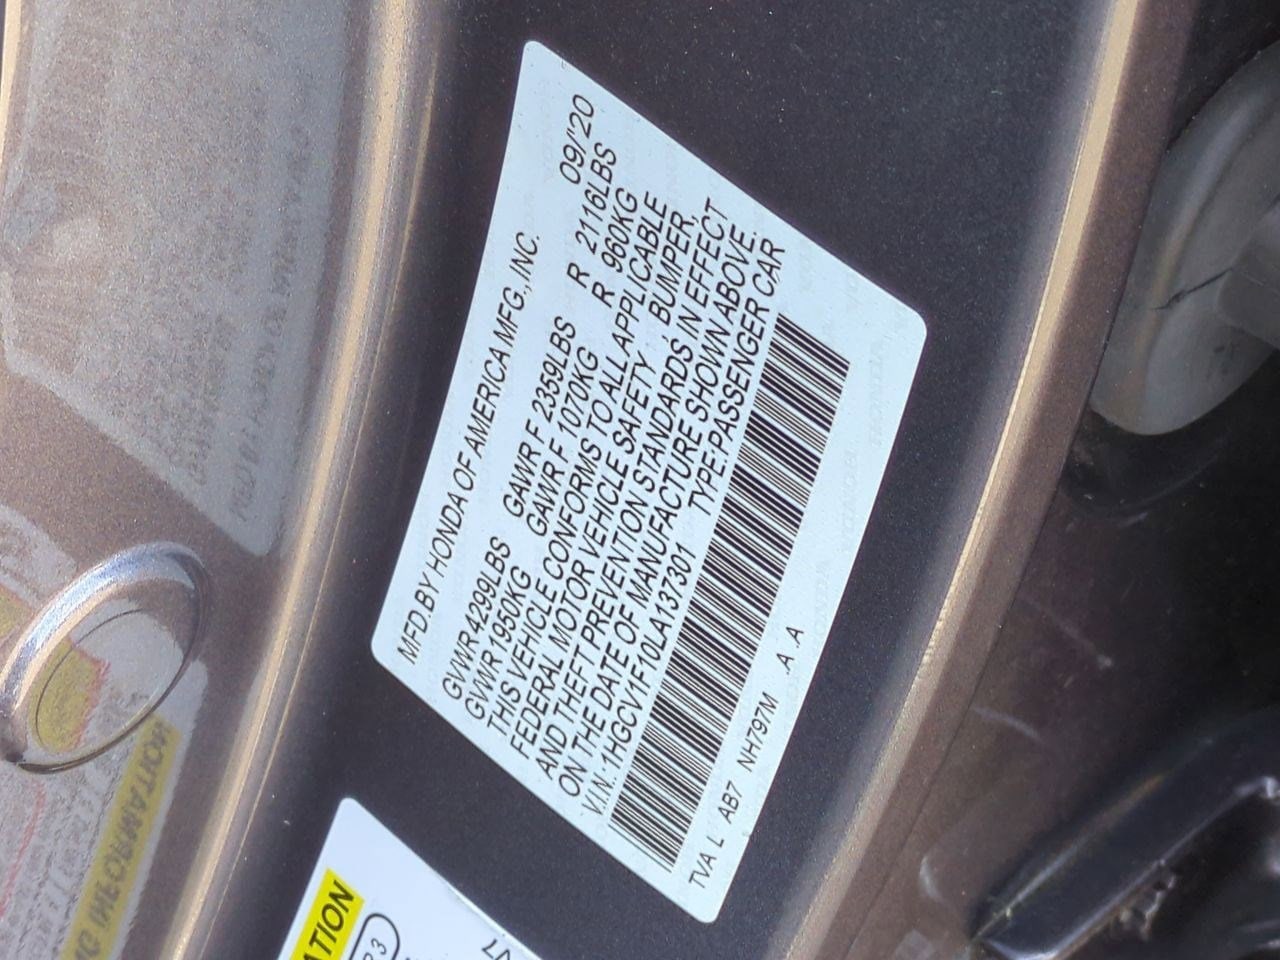 MFD.BY HONDA OF AMERICA MFG.,INC. 09/'20
GVWR 4299LBS GAWR F 2359LBS R 2116LBS
GVWR 1950KG GAWR F 1070KG R 960KG
THIS VEHICLE CONFORMS TO ALL APPLICABLE
FEDERAL MOTOR VEHICLE SAFETY, BUMPER,
AND THEFT PREVENTION STANDARDS IN EFFECT
ON THE DATE OF MANUFACTURE SHOWN ABOVE.
V.I.N.: 1HGCV1F10LA137301 TYPE:PASSENGER CAR
TVA L AB7 NH797M .A .A
ATION